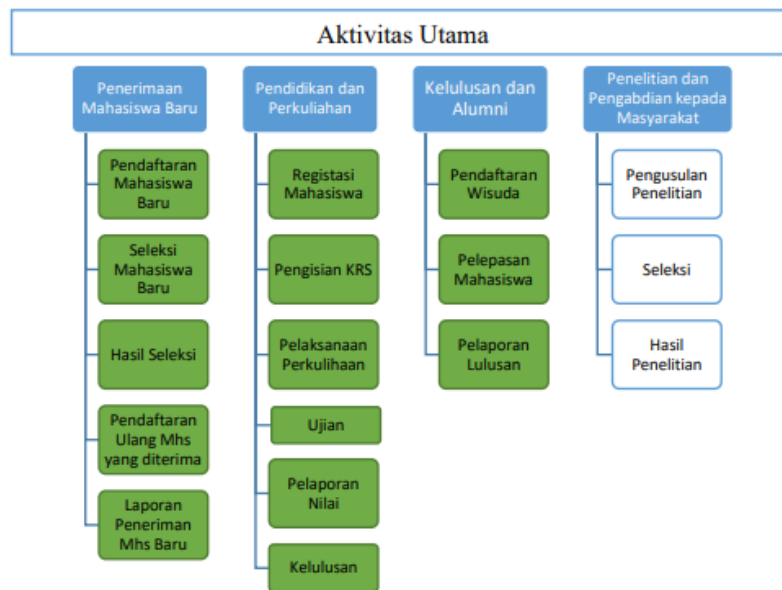 Aktivitas Utama
Penerimaan
Mahasiswa Baru
Pendaftaran
Mahasiswa
Baru
Seleksi
Mahasiswa
Baru
Hasil Seleksi
Pendaftaran
Ulang Mhs
yang diterima
Laporan
Peneriman
Mhs Baru
Pendidikan dan
Perkuliahan
Registasi
Mahasiswa
Pengisian KRS
Pelaksanaan
Perkulihaan
Ujian
Pelaporan
Nilai
Kelulusan
Kelulusan dan
Alumni
Pendaftaran
Wisuda
Pelepasan
Mahasiswa
Pelaporan
Lulusan
Penelitian dan
Pengabdian kepada
Masyarakat
Pengusulan
Penelitian
Seleksi
Hasil
Penelitian